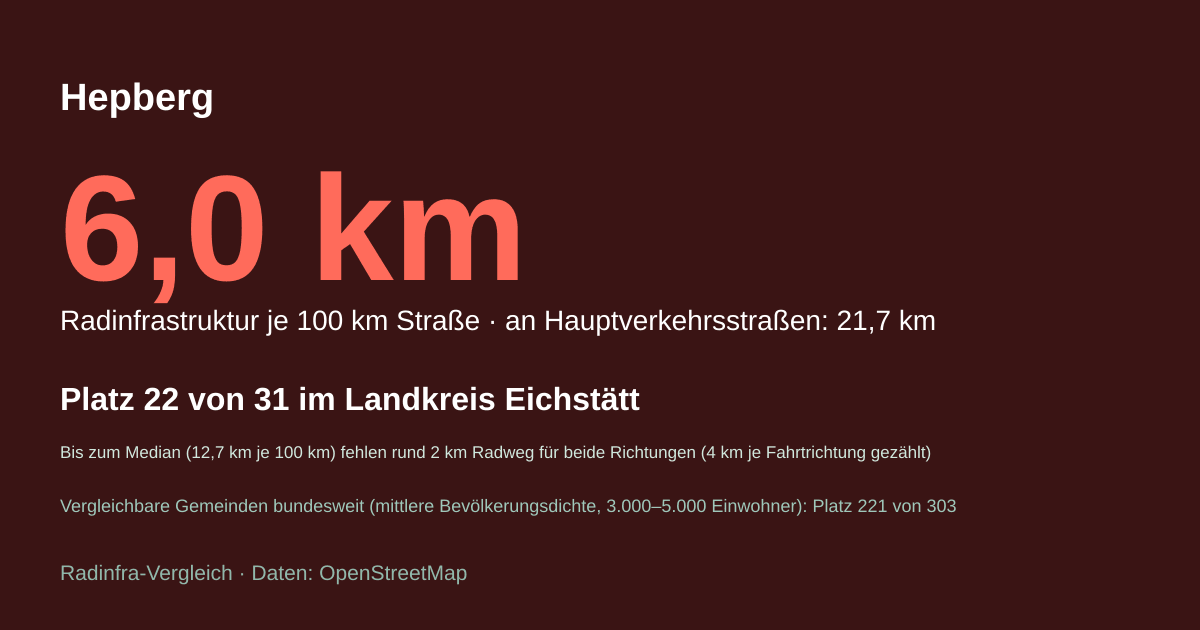 Hepberg
6,0 km
Radinfrastruktur je 100 km Straße · an Hauptverkehrsstraßen: 21,7 km
Platz 22 von 31 im Landkreis Eichstätt
Bis zum Median (12,7 km je 100 km) fehlen rund 2 km Radweg für beide Richtungen (4 km je Fahrtrichtung gezählt)
Vergleichbare Gemeinden bundesweit (mittlere Bevölkerungsdichte, 3.000–5.000 Einwohner): Platz 221 von 303
Radinfra-Vergleich · Daten: OpenStreetMap